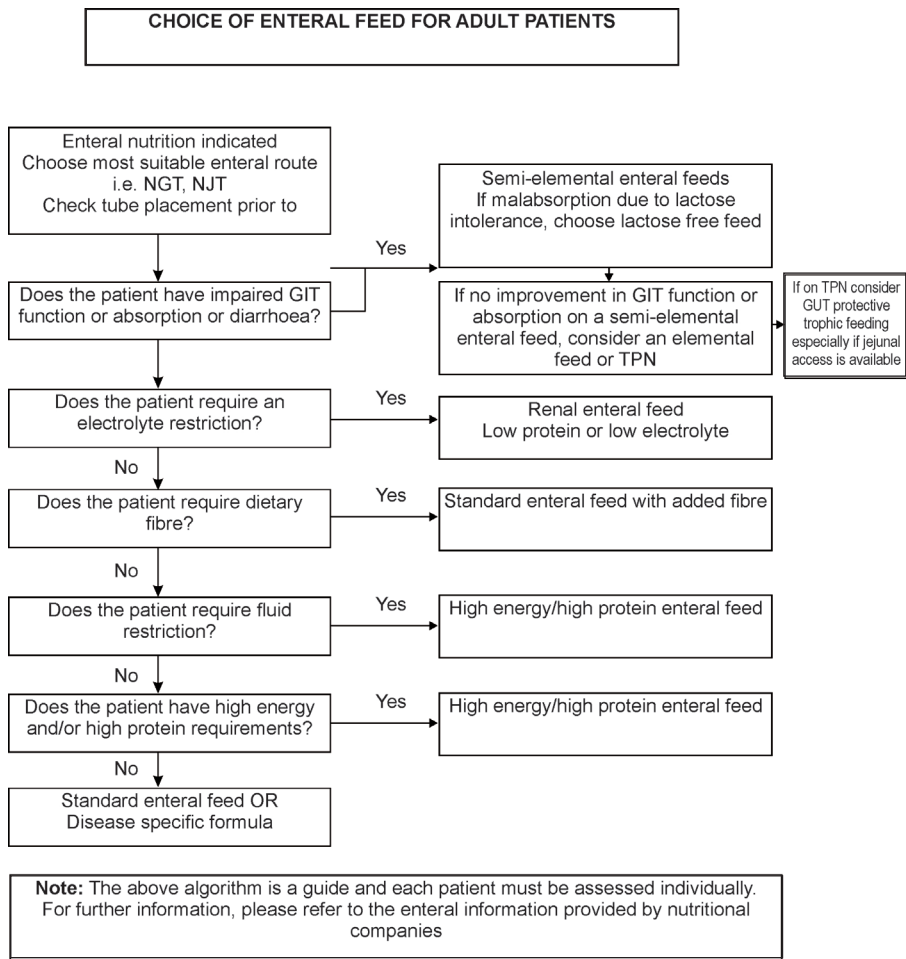 CHOICE OF ENTERAL FEED FOR ADULT PATIENTS
Enteral nutrition indicated
Choose most suitable enteral route
i.e. NGT, NJT
Check tube placement prior to
Yes
Semi-elemental enteral feeds
If malabsorption due to lactose
intolerance, choose lactose free feed
Does the patient have impaired GIT
function or absorption or diarrhoea?
If no improvement in GIT function or
absorption on a semi-elemental
enteral feed, consider an elemental
feed or TPN
If on TPN consider
GUT protective
trophic feeding
especially if jejunal
access is available
Does the patient require an
electrolyte restriction?
Yes
Renal enteral feed
Low protein or low electrolyte
No
Does the patient require dietary
fibre?
Yes
Standard enteral feed with added fibre
No
Does the patient require fluid
restriction?
Yes
High energy/high protein enteral feed
No
Does the patient have high energy
and/or high protein requirements?
Yes
High energy/high protein enteral feed
No
Standard enteral feed OR
Disease specific formula
Note: The above algorithm is a guide and each patient must be assessed individually.
For further information, please refer to the enteral information provided by nutritional
companies